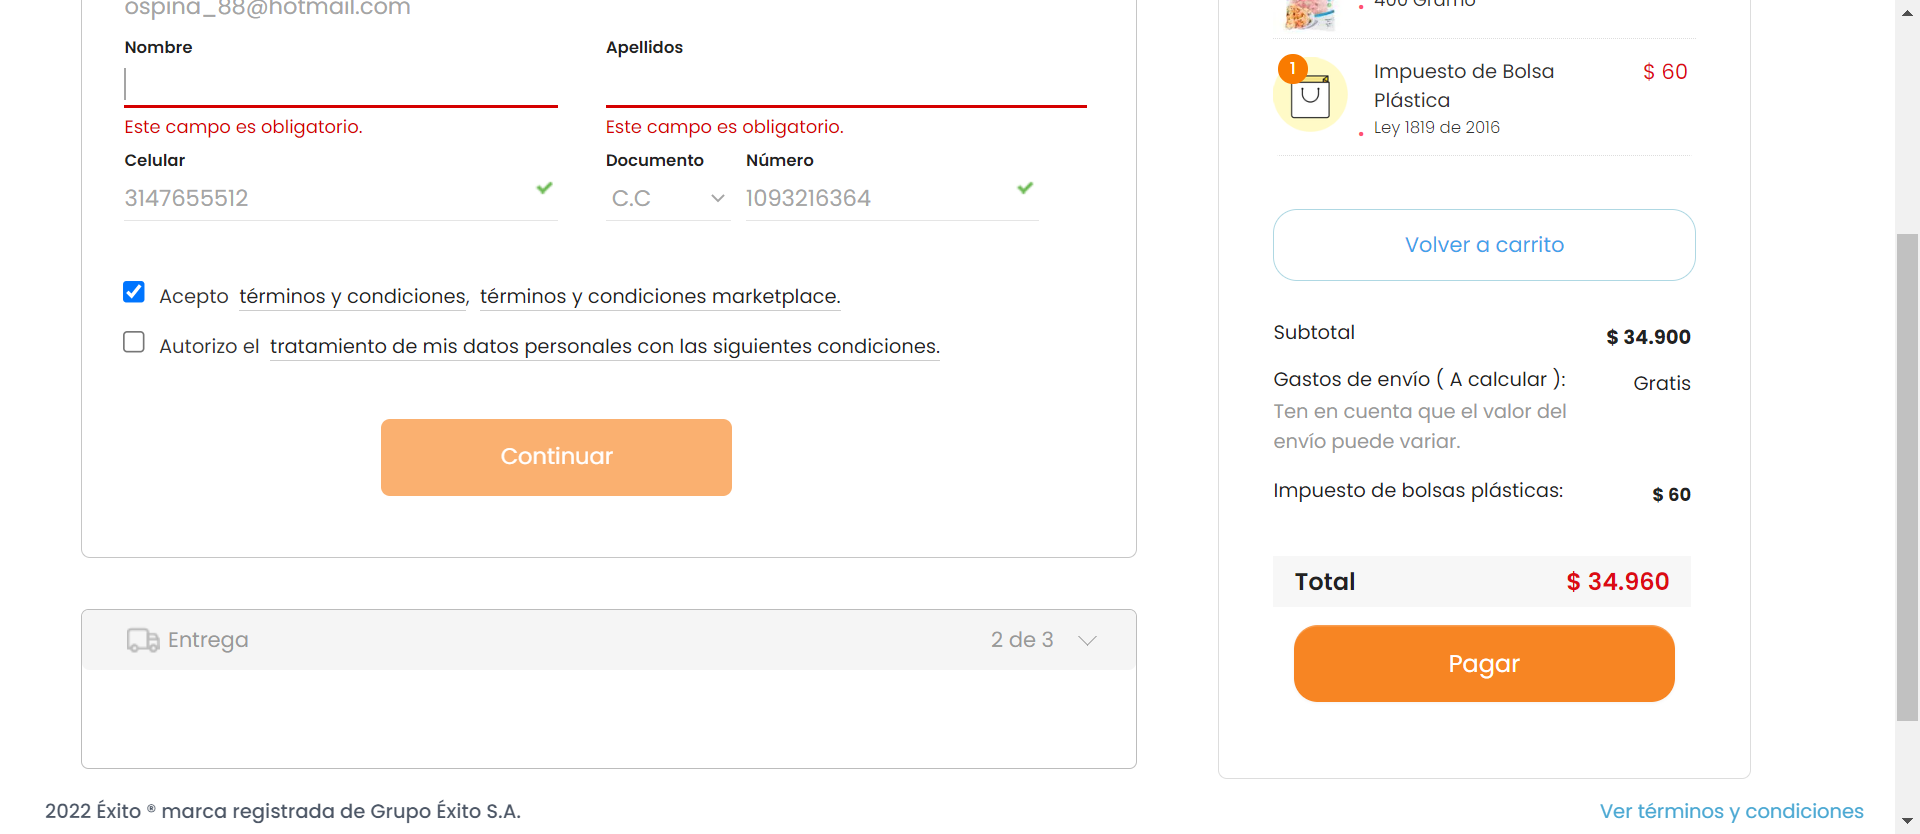 ospina_88@hotmail.com
Nombre
Apellidos
Este campo es obligatorio.
Este campo es obligatorio.
Celular
Documento
Número
3147655512
C.C
1093216364
Acepto términos y condiciones, términos y condiciones marketplace.
Autorizo el tratamiento de mis datos personales con las siguientes condiciones.
Continuar
Entrega
2 de 3
400 Gramo
1
Impuesto de Bolsa
Plástica
$ 60
Ley 1819 de 2016
Volver a carrito
Subtotal
$ 34.900
Gastos de envío ( A calcular ):
Gratis
Ten en cuenta que el valor del
envío puede variar.
Impuesto de bolsas plásticas:
$ 60
Total
$ 34.960
Pagar
2022 Éxito ® marca registrada de Grupo Éxito S.A.
Ver términos y condiciones